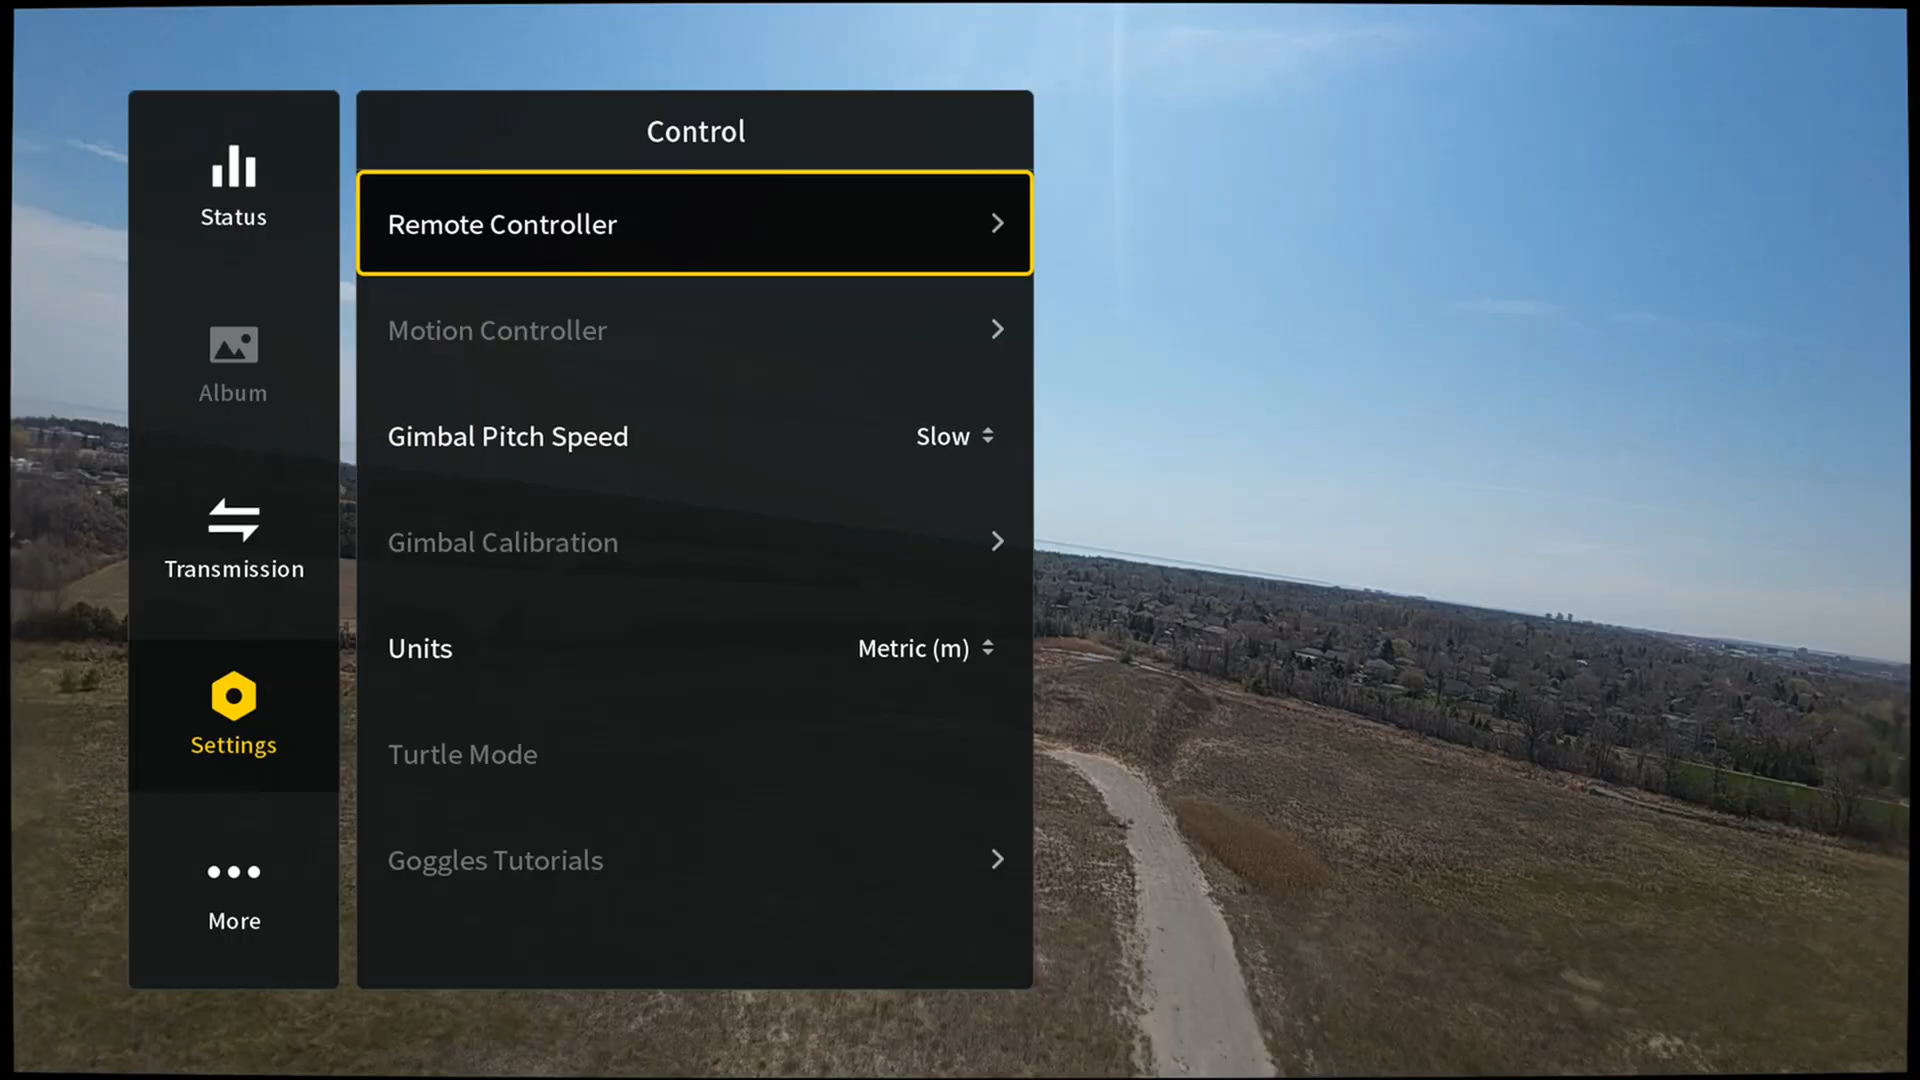 Status
Album
Transmission
Settings
More
Control
Remote Controller
Motion Controller
Gimbal Pitch Speed Slow
Gimbal Calibration
Units Metric (m)
Turtle Mode
Goggles Tutorials